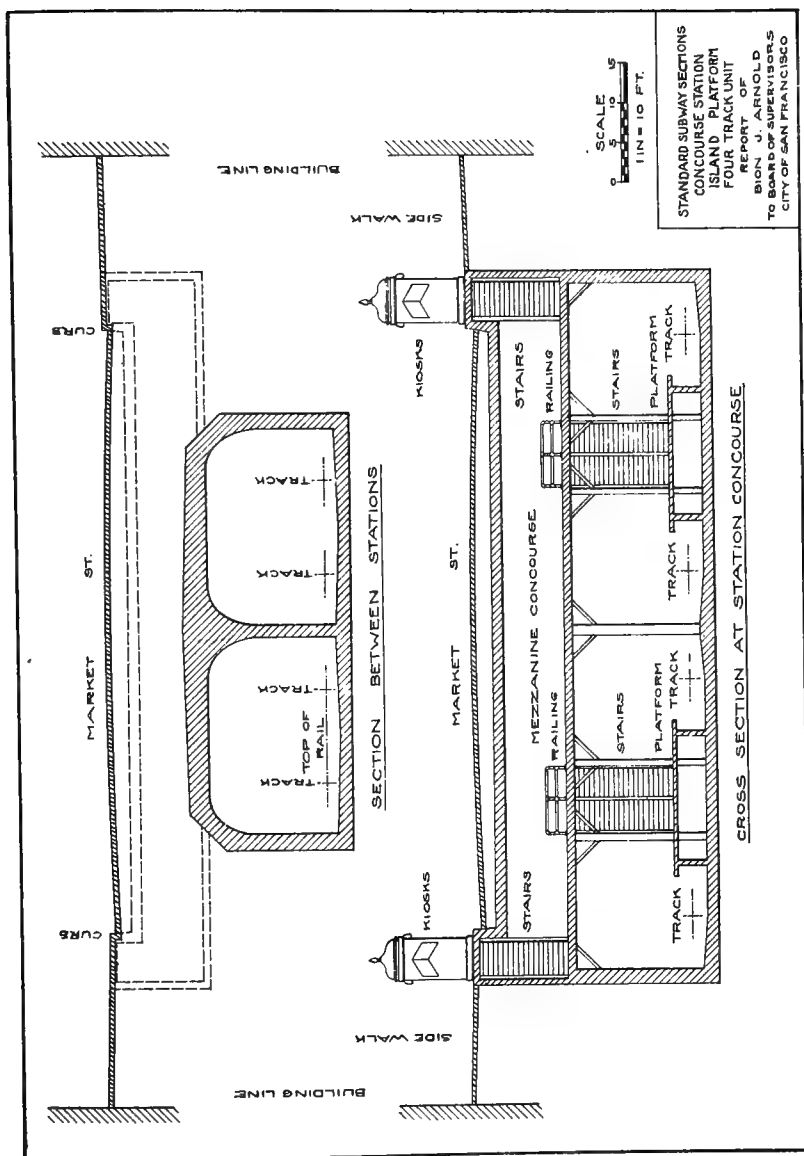 CURB
MARKET ST.
CURB
BUILDING LINE
BUILDING LINE
TRACK
TRACK
TRACK
TRACK
TOP OF
RAIL
SECTION BETWEEN STATIONS
SIDE WALK
KIOSKS
MARKET ST.
KIOSKS
SIDE WALK
STAIRS
MEZZANINE CONCOURSE
STAIRS
RAILING
RAILING
STAIRS
STAIRS
PLATFORM
PLATFORM
TRACK
TRACK
TRACK
TRACK
CROSS SECTION AT STATION CONCOURSE
SCALE
0 5 10 15
1 IN = 10 FT.
STANDARD SUBWAY SECTIONS
CONCOURSE STATION
ISLAND PLATFORM
FOUR TRACK UNIT
REPORT OF
BION J. ARNOLD
TO BOARD OF SUPERVISORS
CITY OF SAN FRANCISCO